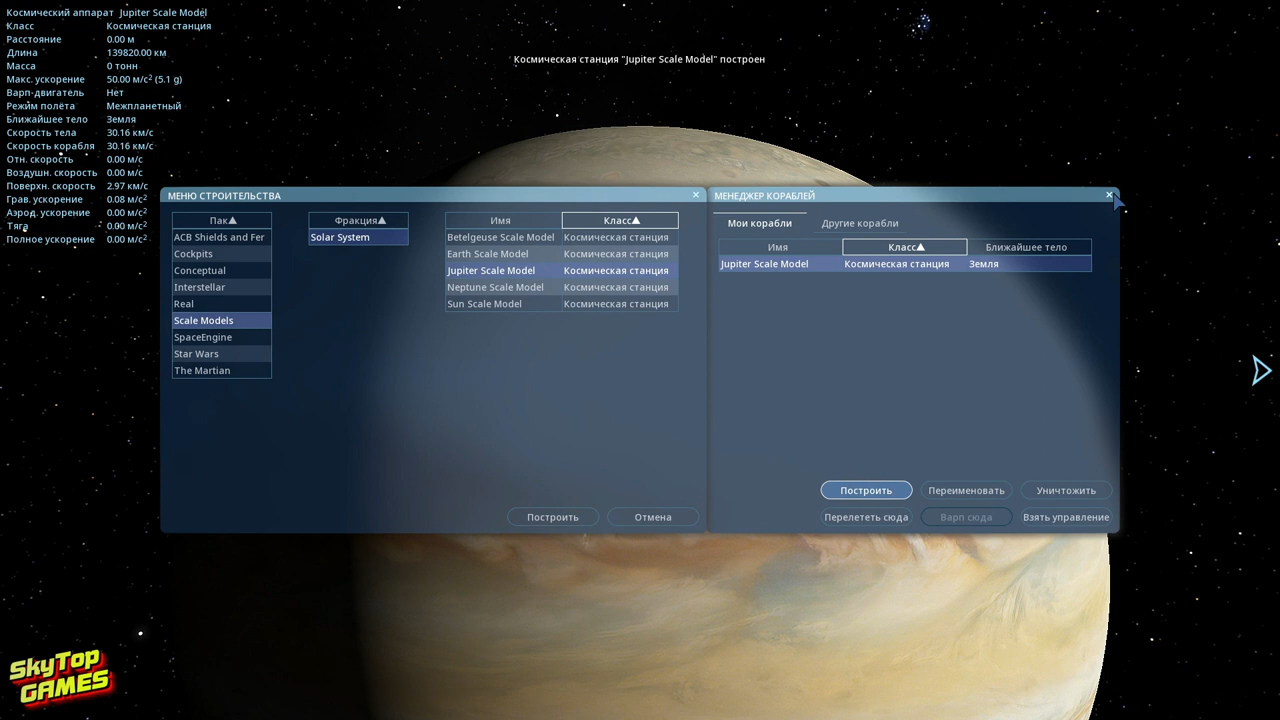 Космический аппарат Jupiter Scale Model
Класс Космическая станция
Расстояние 0.00 м
Длина 139820.00 км
Масса 0 тонн
Макс. ускорение 50.00 м/с² (5.1 g)
Варп-двигатель Нет
Режим полёта Межпланетный
Ближайшее тело Земля
Скорость тела 30.16 км/с
Скорость корабля 30.16 км/с
Отн. скорость 0.00 м/с
Воздушн. скорость 0.00 м/с
Поверхн. скорость 2.97 км/с
Грав. ускорение 0.08 м/с²
Аэрод. ускорение 0.00 м/с²
Тяга 0.00 м/с²
Полное ускорение 0.00 м/с²
Космическая станция "Jupiter Scale Model" построен
МЕНЮ СТРОИТЕЛЬСТВА
Пак▲ Фракция▲ Имя Класс▲
ACB Shields and Fer Solar System Betelgeuse Scale Model Космическая станция
Cockpits Earth Scale Model Космическая станция
Conceptual Jupiter Scale Model Космическая станция
Interstellar Neptune Scale Model Космическая станция
Real Sun Scale Model Космическая станция
Scale Models
SpaceEngine
Star Wars
The Martian
Построить Отмена
МЕНЕДЖЕР КОРАБЛЕЙ
Мои корабли Другие корабли
Имя Класс▲ Ближайшее тело
Jupiter Scale Model Космическая станция Земля
Построить Переименовать Уничтожить
Перелететь сюда Варп сюда Взять управление
SkyTop
GAMES